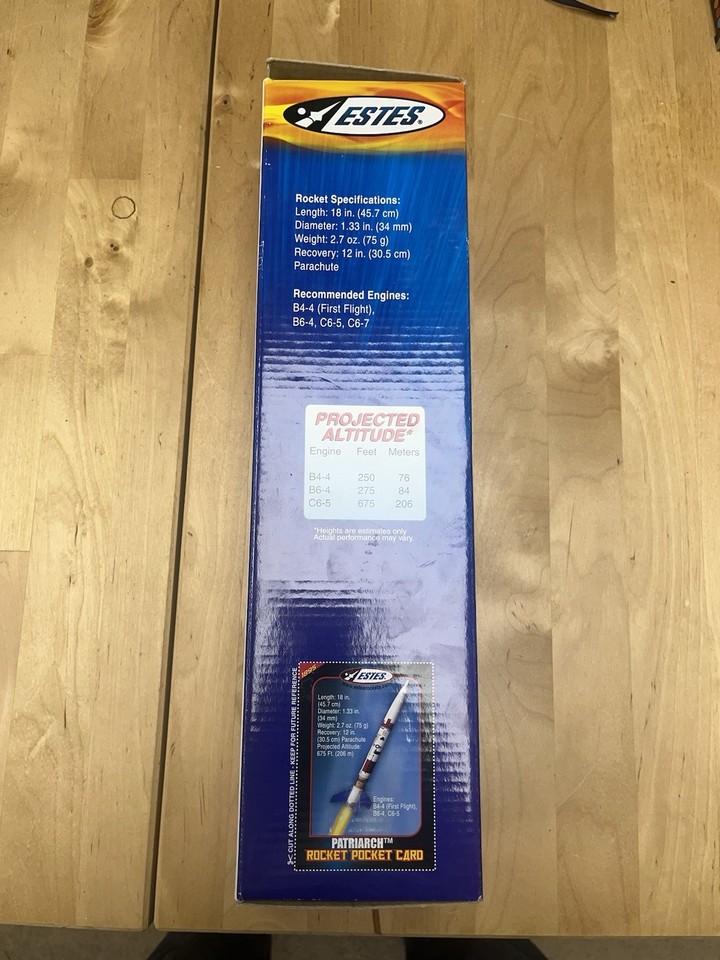 ESTES®
Rocket Specifications:
Length: 18 in. (45.7 cm)
Diameter: 1.33 in. (34 mm)
Weight: 2.7 oz. (75 g)
Recovery: 12 in. (30.5 cm)
Parachute
Recommended Engines:
B4-4 (First Flight),
B6-4, C6-5, C6-7
PROJECTED
ALTITUDE*
Engine Feet Meters
B4-4 250 76
B6-4 275 84
C6-5 675 206
*Heights are estimates only.
Actual performance may vary.
CUT ALONG DOTTED LINE - KEEP FOR FUTURE REFERENCE
ESTES
Length: 18 in.
(45.7 cm)
Diameter: 1.33 in.
(34 mm)
Weight: 2.7 oz. (75 g)
Recovery: 12 in.
(30.5 cm) Parachute
Projected Altitude:
675 Ft. (206 m)
Engines:
B4-4 (First Flight),
B6-4, C6-5
PATRIARCH™
ROCKET POCKET CARD